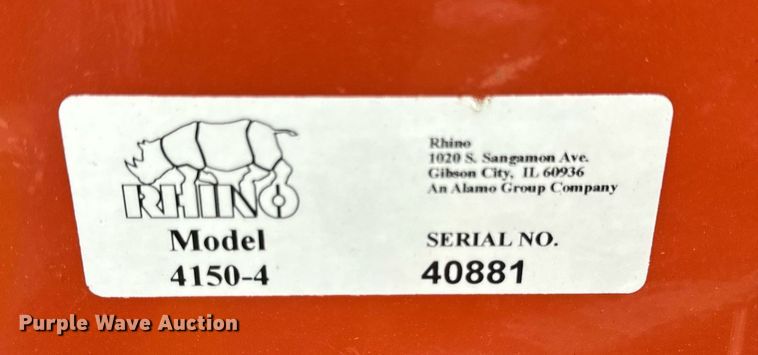 RHINO
Model
4150-4
Rhino
1020 S. Sangamon Ave.
Gibson City, IL 60936
An Alamo Group Company
SERIAL NO.
40881
Purple Wave Auction